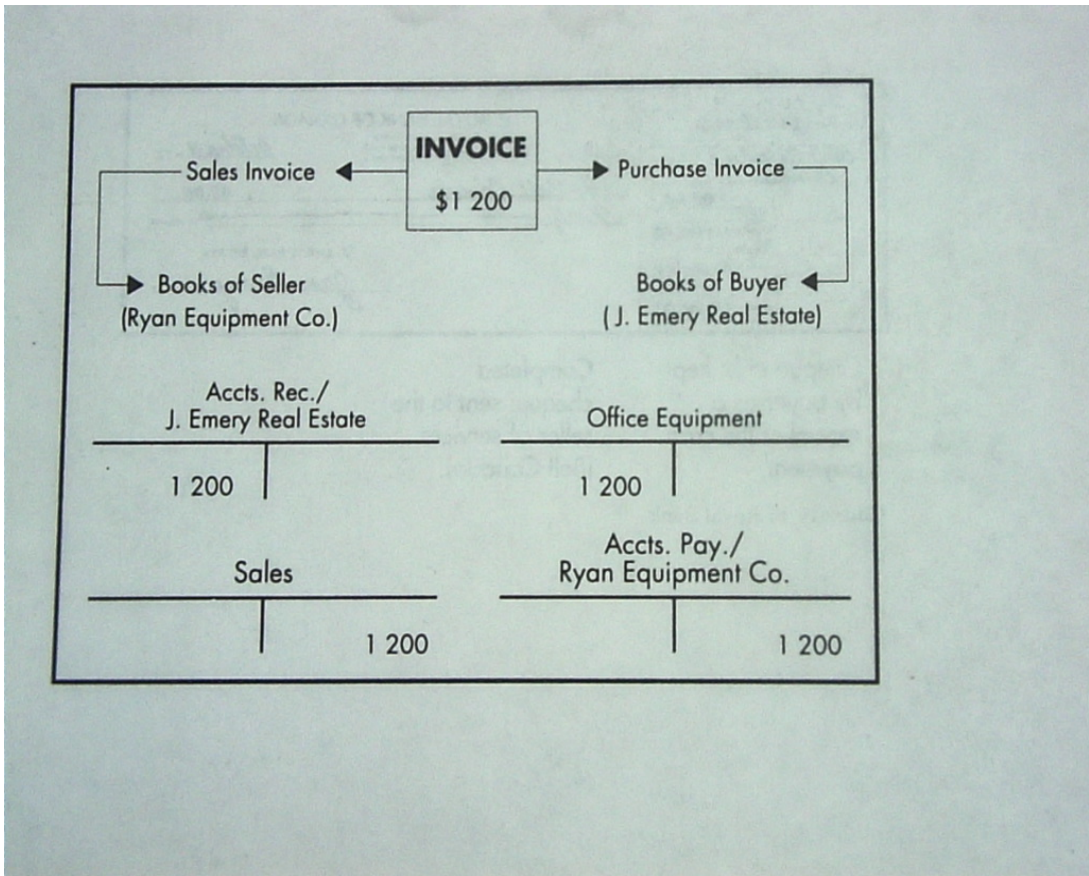 INVOICE
$1 200
Sales Invoice
Purchase Invoice
Books of Seller
(Ryan Equipment Co.)
Books of Buyer
( J. Emery Real Estate)
Accts. Rec./
J. Emery Real Estate
1 200
Sales
1 200
Office Equipment
1 200
Accts. Pay./
Ryan Equipment Co.
1 200